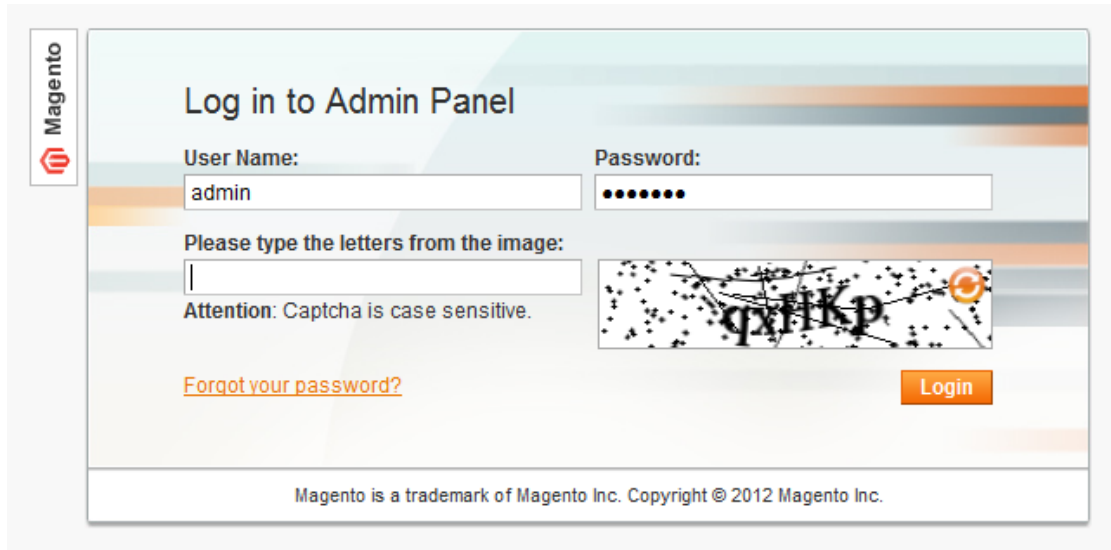 Magento
Log in to Admin Panel
User Name:
Password:
admin
•••••••
Please type the letters from the image:
Attention: Captcha is case sensitive.
Forgot your password?
Login
Magento is a trademark of Magento Inc. Copyright © 2012 Magento Inc.